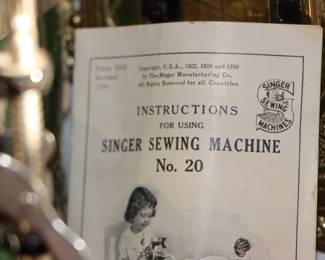 Copyright, U.S.A., 1922, 1926 and 1936
by The Singer Manufacturing Co.
All Rights Reserved for all Countries
INSTRUCTIONS
FOR USING
SINGER SEWING MACHINE
No. 20
SINGER
SEWING
MACHINES